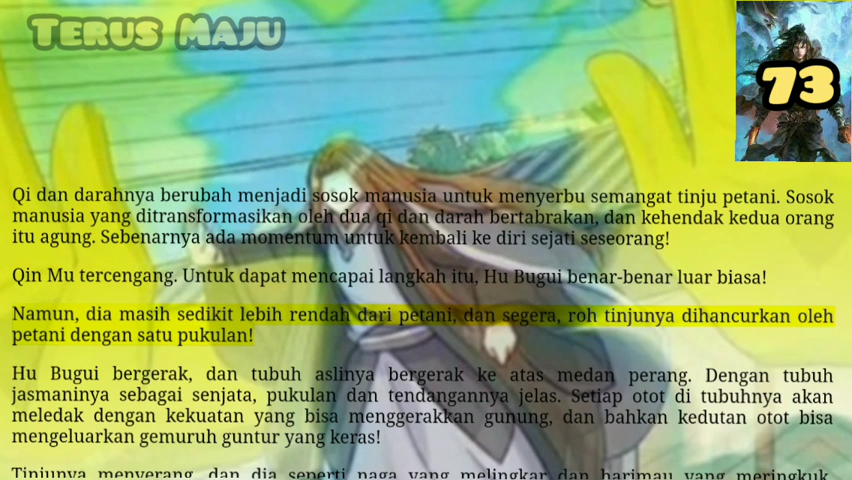 Terus Maju
73
Qi dan darahnya berubah menjadi sosok manusia untuk menyerbu semangat tinju petani. Sosok
manusia yang ditransformasikan oleh dua qi dan darah bertabrakan, dan kehendak kedua orang
itu agung. Sebenarnya ada momentum untuk kembali ke diri sejati seseorang!
Qin Mu tercengang. Untuk dapat mencapai langkah itu, Hu Bugui benar-benar luar biasa!
Namun, dia masih sedikit lebih rendah dari petani, dan segera, roh tinjunya dihancurkan oleh
petani dengan satu pukulan!
Hu Bugui bergerak, dan tubuh aslinya bergerak ke atas medan perang. Dengan tubuh
jasmaninya sebagai senjata, pukulan dan tendangannya jelas. Setiap otot di tubuhnya akan
meledak dengan kekuatan yang bisa menggerakkan gunung, dan bahkan kedutan otot bisa
mengeluarkan gemuruh guntur yang keras!
Tinjunya menyerang, dan dia seperti naga yang melingkar dan harimau yang meringkuk.